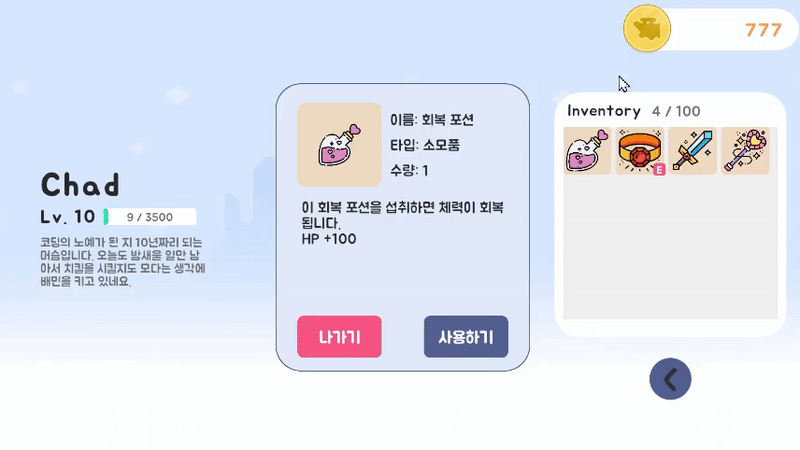 777
Inventory 4 / 100
E
이름: 회복 포션
타입: 소모품
수량: 1
이 회복 포션을 섭취하면 체력이 회복
됩니다.
HP +100
나가기
사용하기
Chad
Lv. 10
9 / 3500
코딩의 노예가 된 지 10년짜리 되는
머슴입니다. 오늘도 밤새울 일만 남
아서 치킬을 시킬지도 모다는 생각에
배민을 키고 있네요.